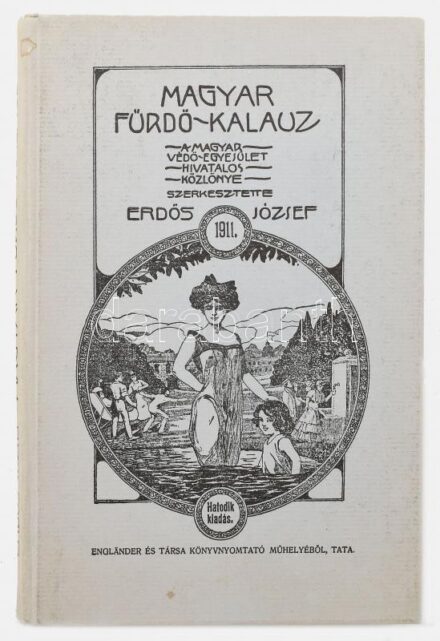 MAGYAR
FÜRDŐ-KALAUZ
A MAGYAR
VÉDŐ-EGYESÜLET
HIVATALOS
KÖZLÖNYE
SZERKESZTETTE
ERDŐS JÓZSEF
1911.
darabanth
Hatodik
kiadás.
ENGLÄNDER ÉS TÁRSA KÖNYVNYOMTATÓ MŰHELYÉBŐL, TATA.